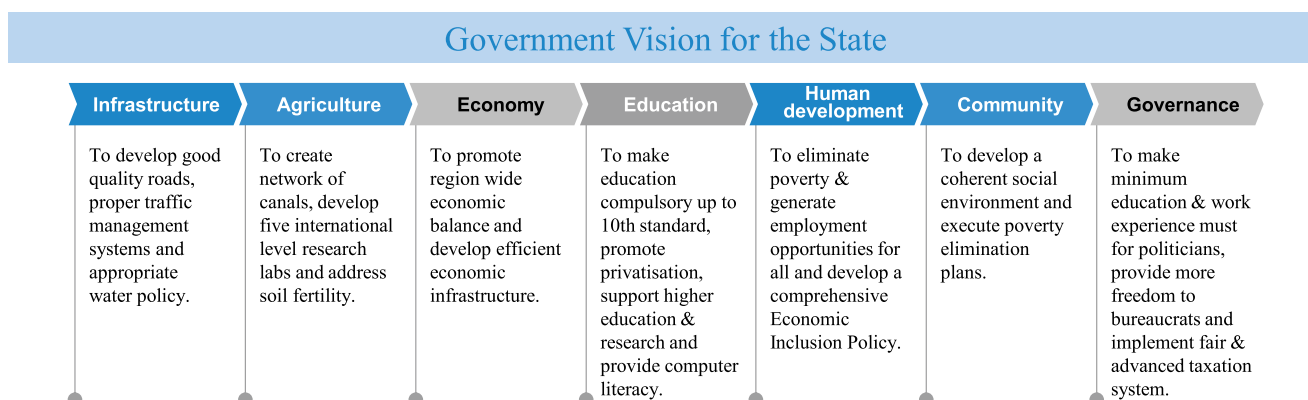 Government Vision for the State
Infrastructure
To develop good
quality roads,
proper traffic
management
systems and
appropriate
water policy.
Agriculture
To create
network of
canals, develop
five international
level research
labs and address
soil fertility.
Economy
To promote
region wide
economic
balance and
develop efficient
economic
infrastructure.
Education
To make
education
compulsory up to
10th standard,
promote
privatisation,
support higher
education &
research and
provide computer
literacy.
Human
development
To eliminate
poverty &
generate
employment
opportunities for
all and develop a
comprehensive
Economic
Inclusion Policy.
Community
To develop a
coherent social
environment and
execute poverty
elimination
plans.
Governance
To make
minimum
education & work
experience must
for politicians,
provide more
freedom to
bureaucrats and
implement fair &
advanced taxation
system.